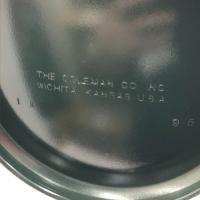 THE COLEMAN CO. INC
WICHITA, KANSAS U.S.A.